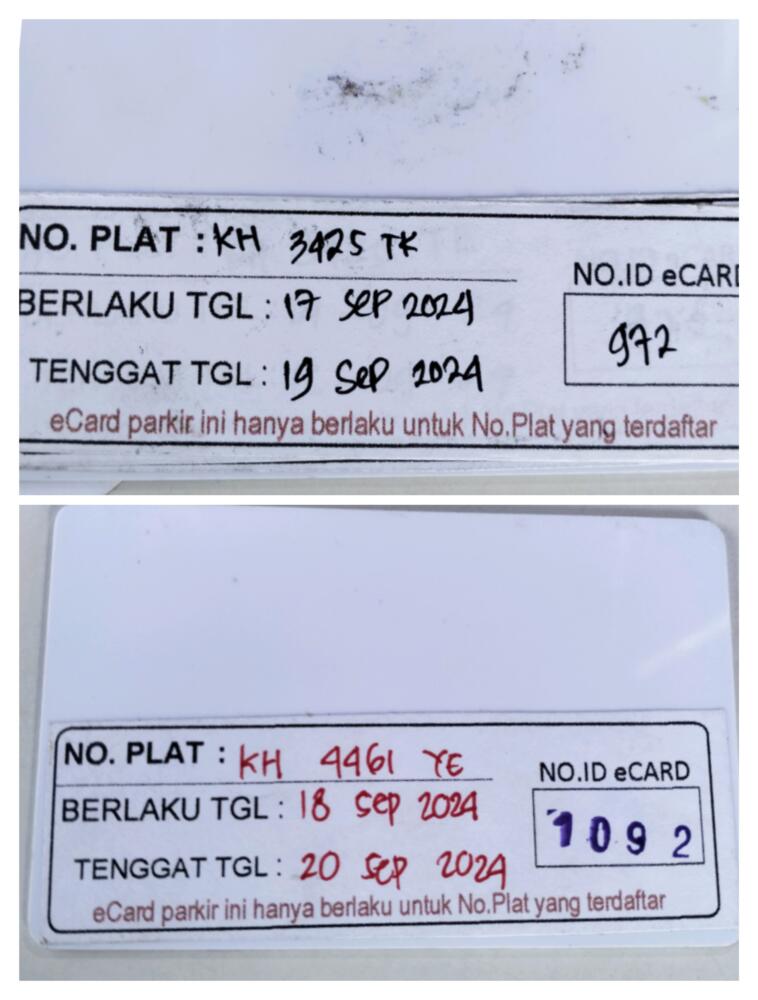 NO. PLAT : KH 3425 TK
BERLAKU TGL : 17 SEP 2024
TENGGAT TGL : 19 SEP 2024
NO.ID eCARD
972
eCard parkir ini hanya berlaku untuk No.Plat yang terdaftar
NO. PLAT : KH 4461 YE
BERLAKU TGL : 18 Sep 2024
TENGGAT TGL : 20 SEP 2024
NO.ID eCARD
1092
eCard parkir ini hanya berlaku untuk No.Plat yang terdaftar